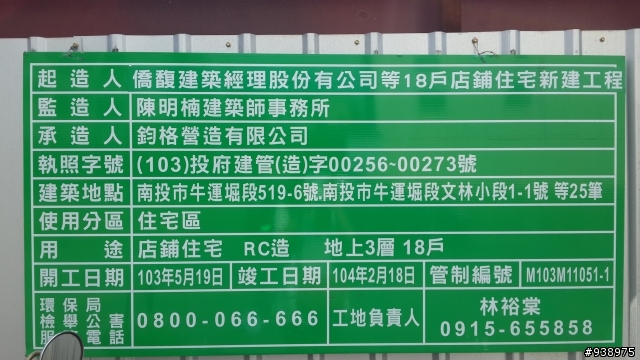 起造人 僑馥建築經理股份有公司等18戶店鋪住宅新建工程
監造人 陳明楠建築師事務所
承造人 鈞格營造有限公司
執照字號 (103)投府建管(造)字00256~00273號
建築地點 南投市牛運堀段519-6號.南投市牛運堀段文林小段1-1號 等25筆
使用分區 住宅區
用途 店鋪住宅 RC造 地上3層 18戶
開工日期 103年5月19日 竣工日期 104年2月18日 管制編號 M103M11051-1
環保局
檢舉公害
服務電話
0800-066-666 工地負責人
林裕棠
0915-655858
#938975